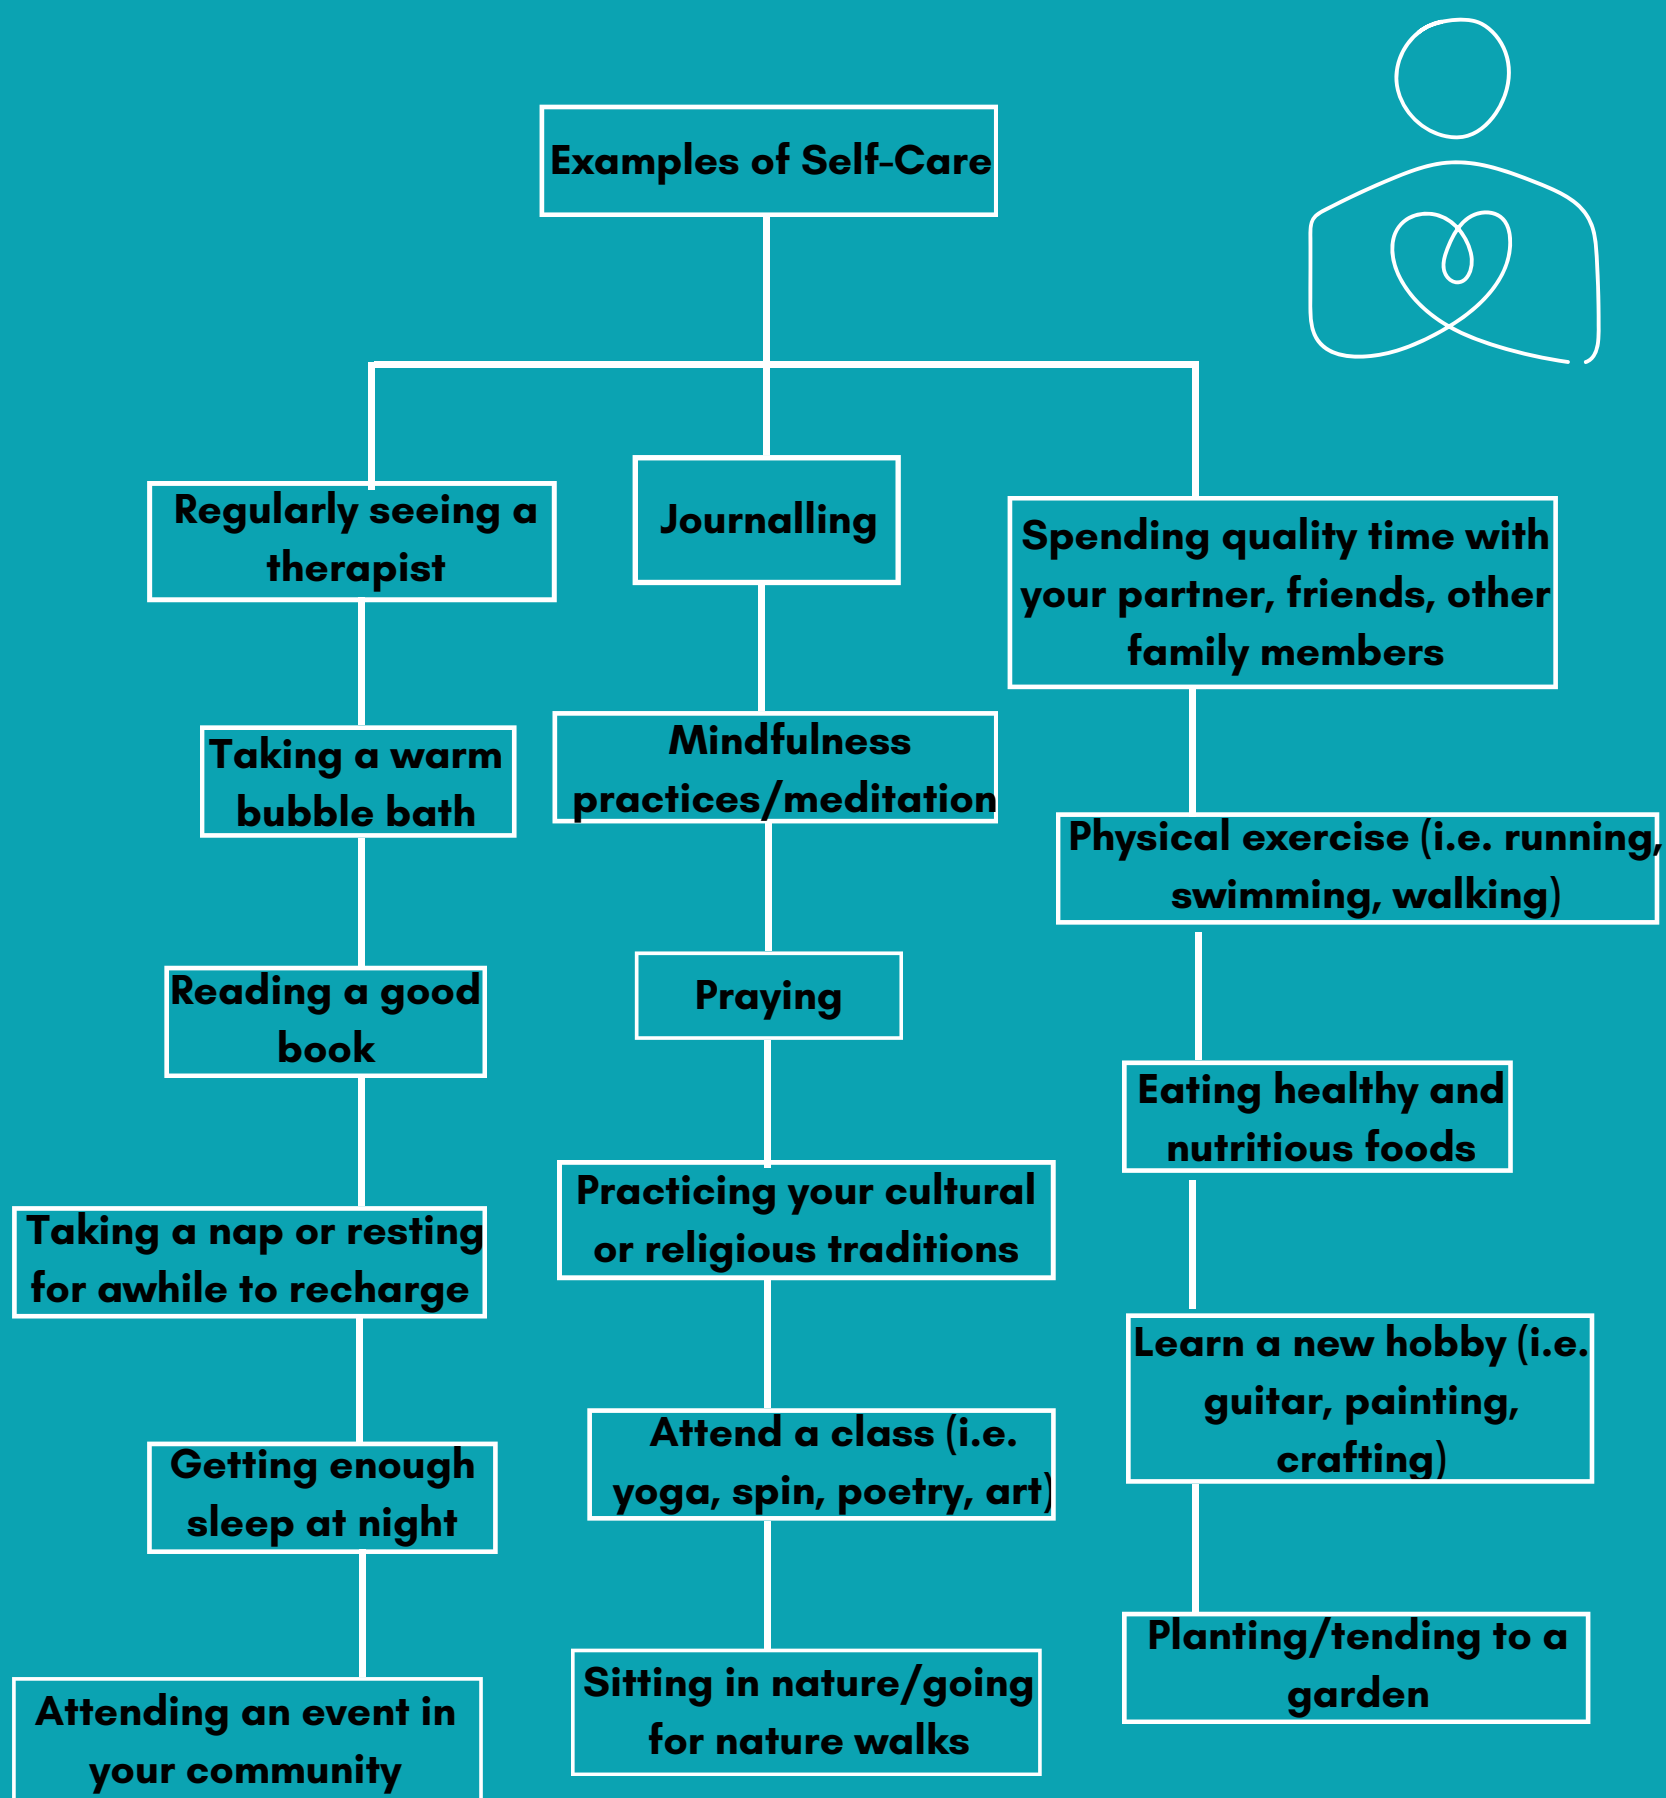 Examples of Self-Care
Regularly seeing a
therapist
Taking a warm
bubble bath
Reading a good
book
Taking a nap or resting
for awhile to recharge
Getting enough
sleep at night
Attending an event in
your community
Journalling
Mindfulness
practices/meditation
Praying
Practicing your cultural
or religious traditions
Attend a class (i.e.
yoga, spin, poetry, art)
Sitting in nature/going
for nature walks
Spending quality time with
your partner, friends, other
family members
Physical exercise (i.e. running,
swimming, walking)
Eating healthy and
nutritious foods
Learn a new hobby (i.e.
guitar, painting,
crafting)
Planting/tending to a
garden